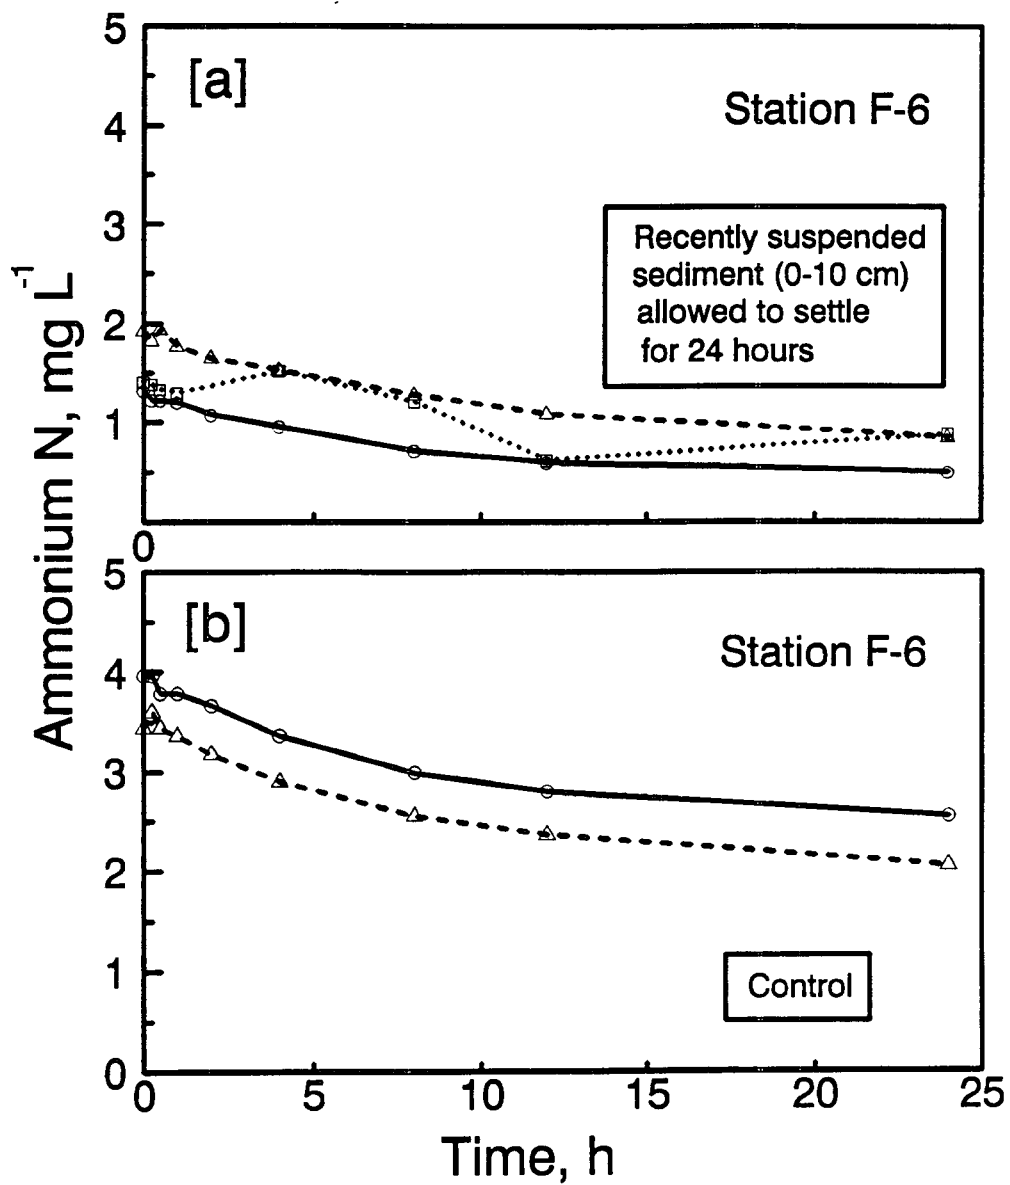 5
[a]
Station F-6
4
3
Recently suspended
sediment (0-10 cm)
allowed to settle
for 24 hours
2
1
0
Ammonium N, mg L-1
5
[b]
Station F-6
4
3
2
1
Control
0
0 5 10 15 20 25
Time, h